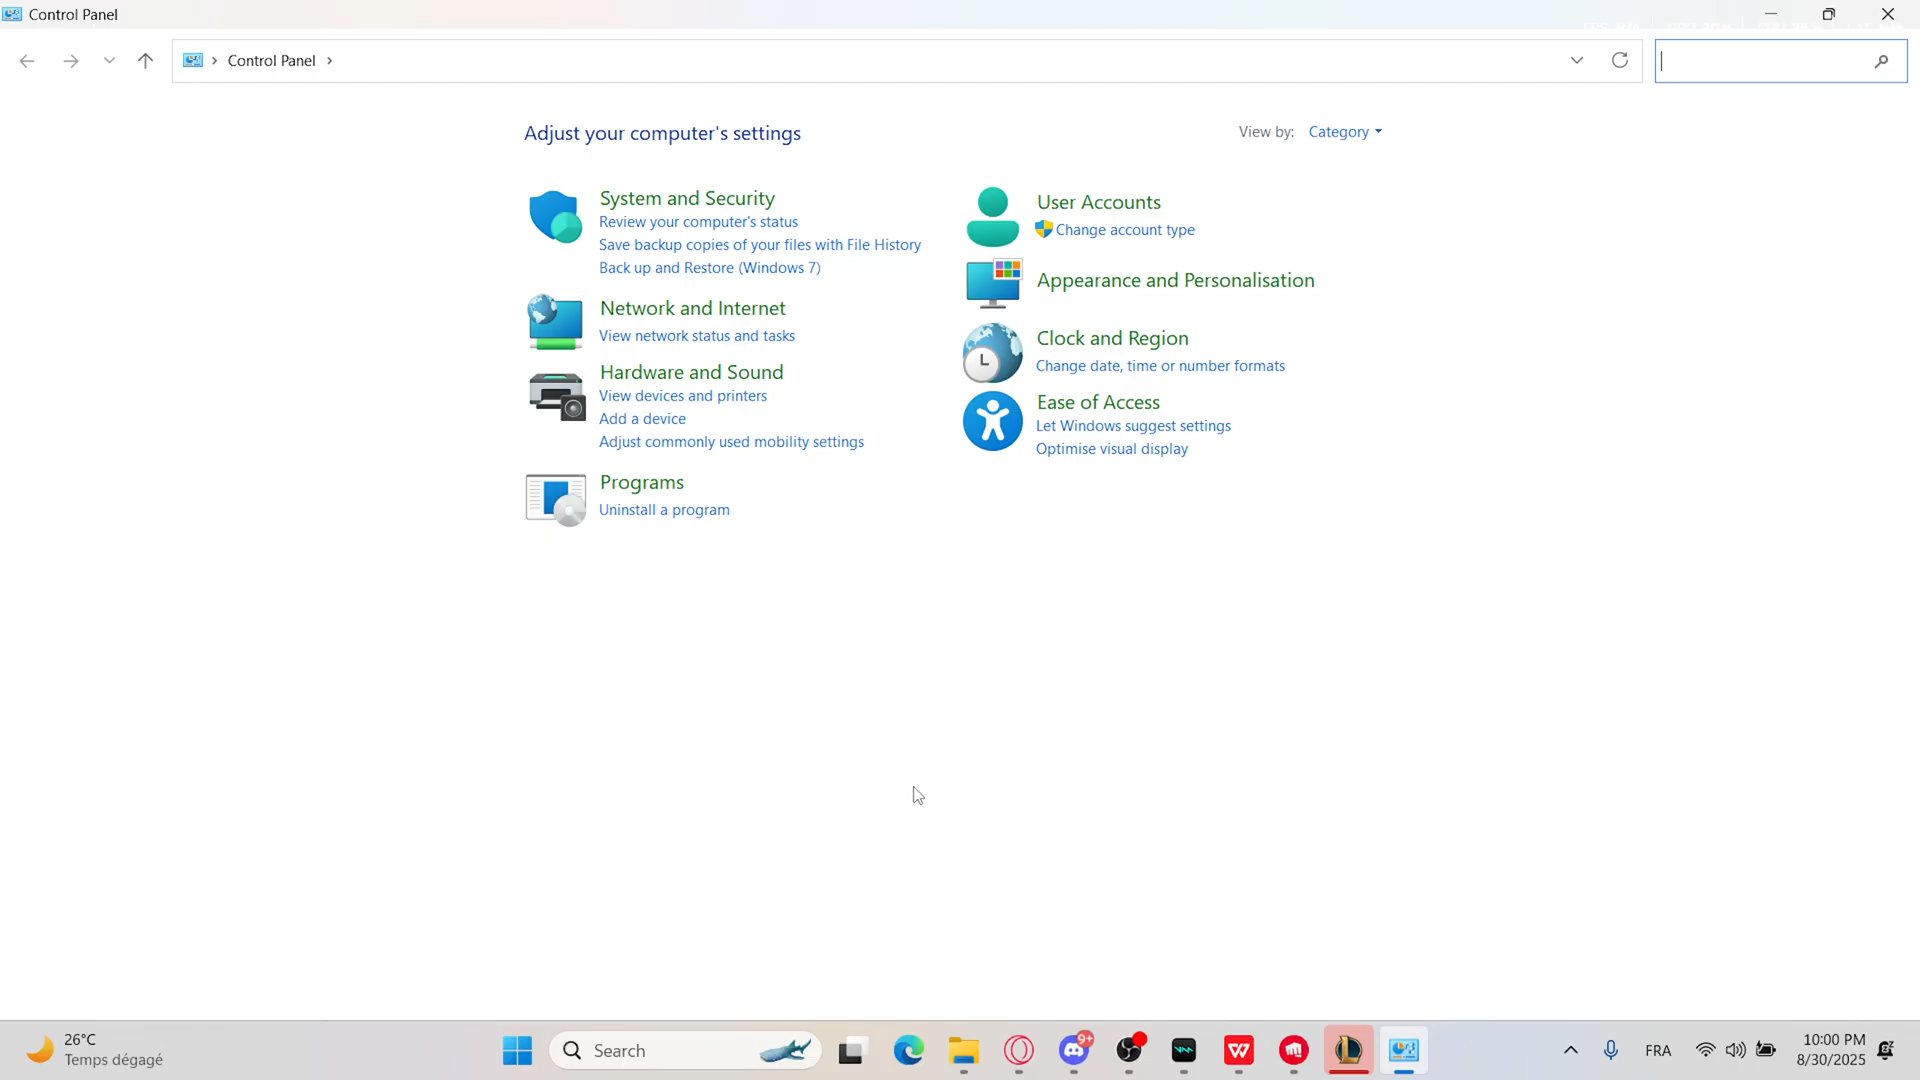 Control Panel
Control Panel
Adjust your computer's settings
View by: Category
System and Security
Review your computer's status
Save backup copies of your files with File History
Back up and Restore (Windows 7)
Network and Internet
View network status and tasks
Hardware and Sound
View devices and printers
Add a device
Adjust commonly used mobility settings
Programs
Uninstall a program
User Accounts
Change account type
Appearance and Personalisation
Clock and Region
Change date, time or number formats
Ease of Access
Let Windows suggest settings
Optimise visual display
26°C
Temps dégagé
Search
9+
FRA
10:00 PM
8/30/2025